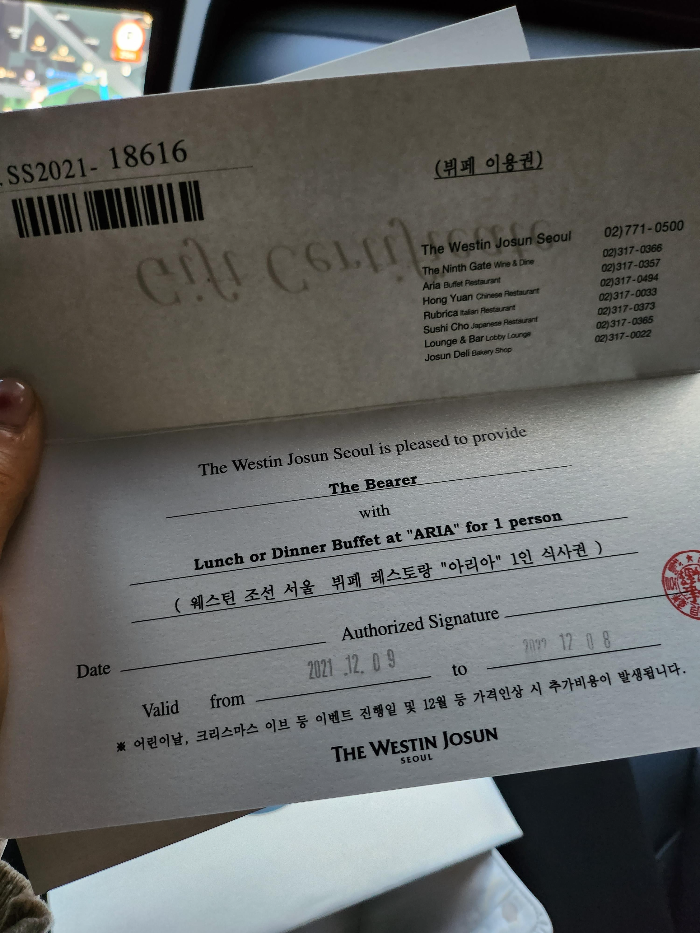 SS2021- 18616
(뷔페 이용권)
Gift Certificate
The Westin Josun Seoul 02)771-0500
The Ninth Gate Wine & Dine 02)317-0366
Aria Buffet Restaurant 02)317-0357
Hong Yuan Chinese Restaurant 02)317-0494
Rubrica Italian Restaurant 02)317-0033
Sushi Cho Japanese Restaurant 02)317-0373
Lounge & Bar Lobby Lounge 02)317-0365
Josun Deli Bakery Shop 02)317-0022
The Westin Josun Seoul is pleased to provide
The Bearer
with
Lunch or Dinner Buffet at "ARIA" for 1 person
( 웨스틴 조선 서울 뷔페 레스토랑 "아리아" 1인 식사권 )
Date Authorized Signature
Valid from 2021 .12. 09 to 2022 12 08
※ 어린이날, 크리스마스 이브 등 이벤트 진행일 및 12월 등 가격인상 시 추가비용이 발생됩니다.
THE WESTIN JOSUN
SEOUL